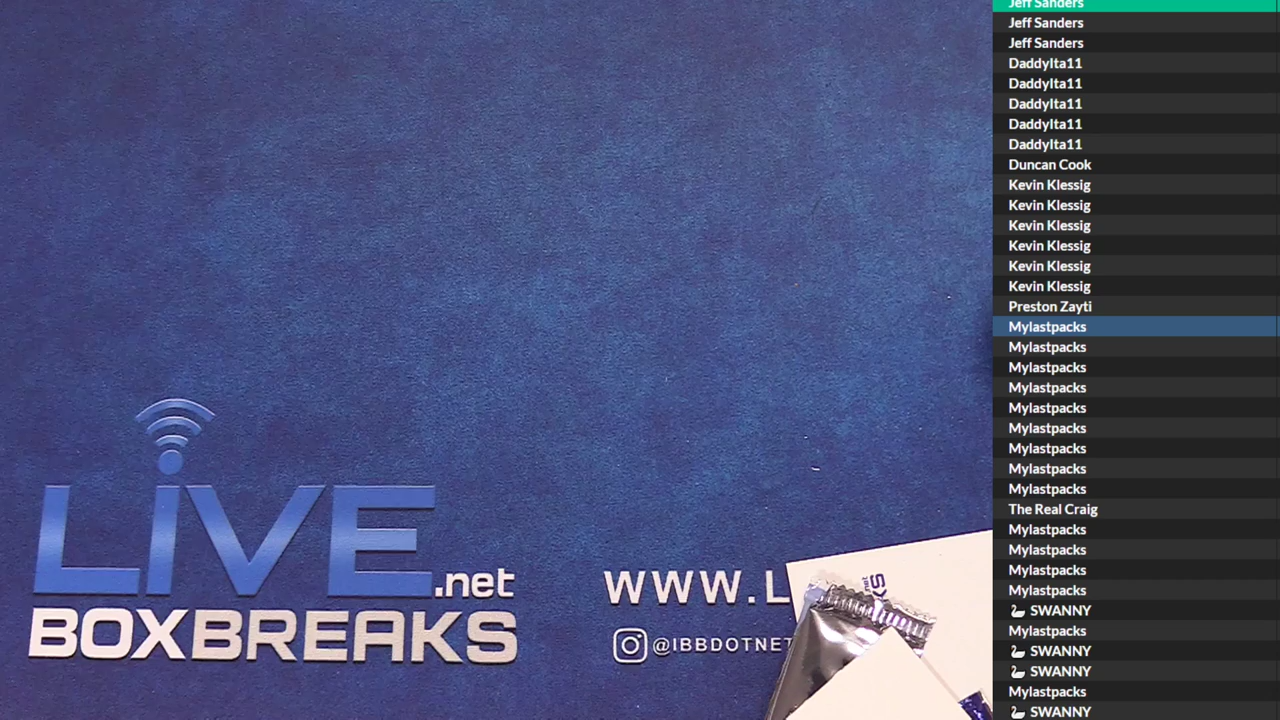 LIVE.net
BOXBREAKS
WWW.L
@IBBDOTNET
Jeff Sanders
Jeff Sanders
Jeff Sanders
DaddyIta11
DaddyIta11
DaddyIta11
DaddyIta11
DaddyIta11
Duncan Cook
Kevin Klessig
Kevin Klessig
Kevin Klessig
Kevin Klessig
Kevin Klessig
Kevin Klessig
Preston Zayti
Mylastpacks
Mylastpacks
Mylastpacks
Mylastpacks
Mylastpacks
Mylastpacks
Mylastpacks
Mylastpacks
Mylastpacks
The Real Craig
Mylastpacks
Mylastpacks
Mylastpacks
Mylastpacks
🦢 SWANNY
Mylastpacks
🦢 SWANNY
🦢 SWANNY
Mylastpacks
🦢 SWANNY